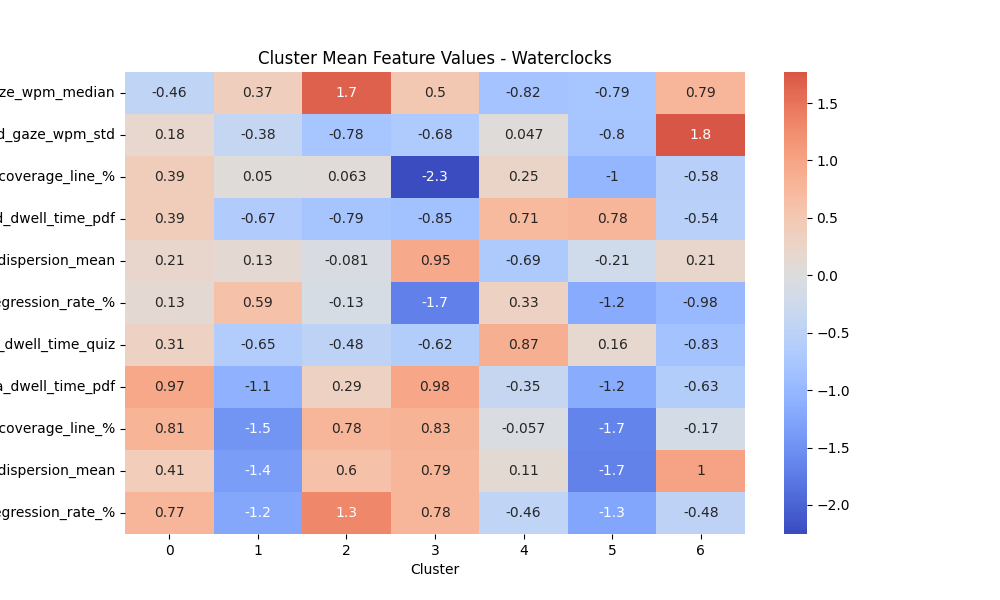 Cluster Mean Feature Values - Waterclocks
ze_wpm_median -0.46 0.37 1.7 0.5 -0.82 -0.79 0.79
d_gaze_wpm_std 0.18 -0.38 -0.78 -0.68 0.047 -0.8 1.8
coverage_line_% 0.39 0.05 0.063 -2.3 0.25 -1 -0.58
d_dwell_time_pdf 0.39 -0.67 -0.79 -0.85 0.71 0.78 -0.54
dispersion_mean 0.21 0.13 -0.081 0.95 -0.69 -0.21 0.21
egression_rate_% 0.13 0.59 -0.13 -1.7 0.33 -1.2 -0.98
_dwell_time_quiz 0.31 -0.65 -0.48 -0.62 0.87 0.16 -0.83
a_dwell_time_pdf 0.97 -1.1 0.29 0.98 -0.35 -1.2 -0.63
coverage_line_% 0.81 -1.5 0.78 0.83 -0.057 -1.7 -0.17
dispersion_mean 0.41 -1.4 0.6 0.79 0.11 -1.7 1
egression_rate_% 0.77 -1.2 1.3 0.78 -0.46 -1.3 -0.48
0 1 2 3 4 5 6
Cluster
1.5
1.0
0.5
0.0
−0.5
−1.0
−1.5
−2.0